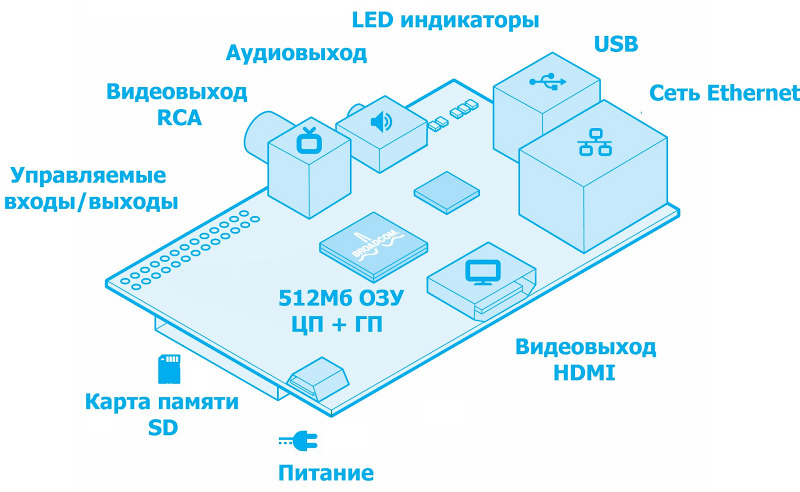 LED индикаторы
USB
Аудиовыход
Сеть Ethernet
Видеовыход
RCA
Управляемые
входы/выходы
BROADCOM
512Мб ОЗУ
ЦП + ГП
Видеовыход
HDMI
Карта памяти
SD
Питание